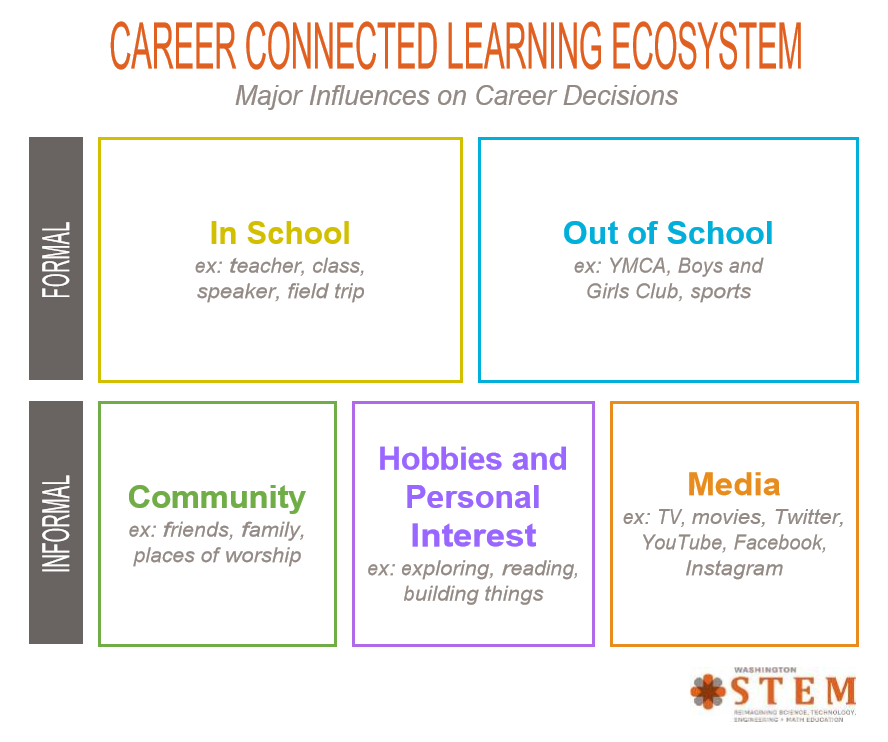 CAREER CONNECTED LEARNING ECOSYSTEM
Major Influences on Career Decisions
FORMAL
In School
ex: teacher, class,
speaker, field trip
Out of School
ex: YMCA, Boys and
Girls Club, sports
INFORMAL
Community
ex: friends, family,
places of worship
Hobbies and
Personal
Interest
ex: exploring, reading,
building things
Media
ex: TV, movies, Twitter,
YouTube, Facebook,
Instagram
WASHINGTON
STEM
REIMAGINING SCIENCE, TECHNOLOGY,
ENGINEERING + MATH EDUCATION